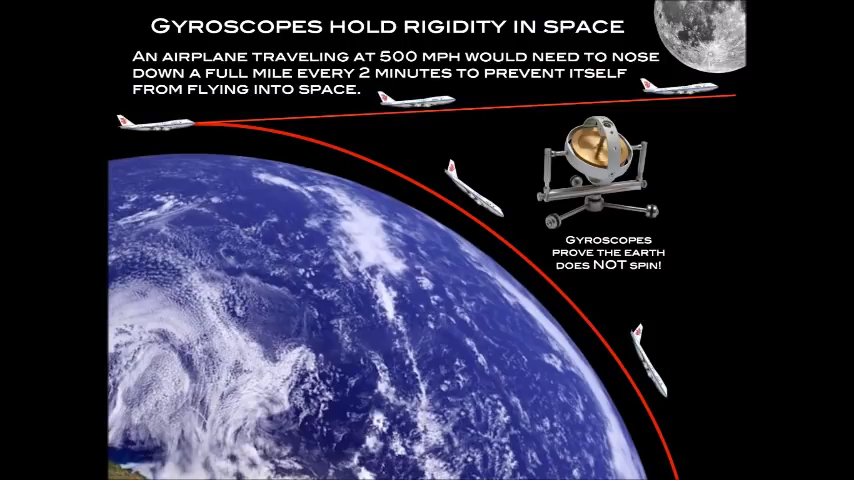 Gyroscopes hold rigidity in space
An airplane traveling at 500 mph would need to nose
down a full mile every 2 minutes to prevent itself
from flying into space.
Gyroscopes
prove the earth
does NOT spin!